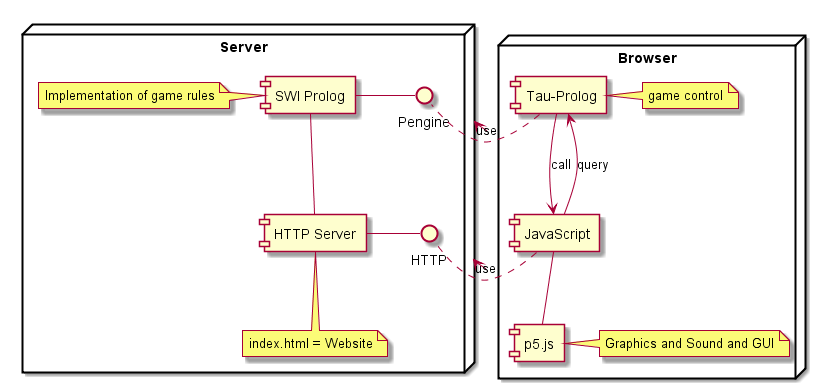 Server
Browser
Implementation of game rules
SWI Prolog
Pengine
Tau-Prolog
game control
use
call
query
HTTP Server
HTTP
JavaScript
use
index.html = Website
p5.js
Graphics and Sound and GUI